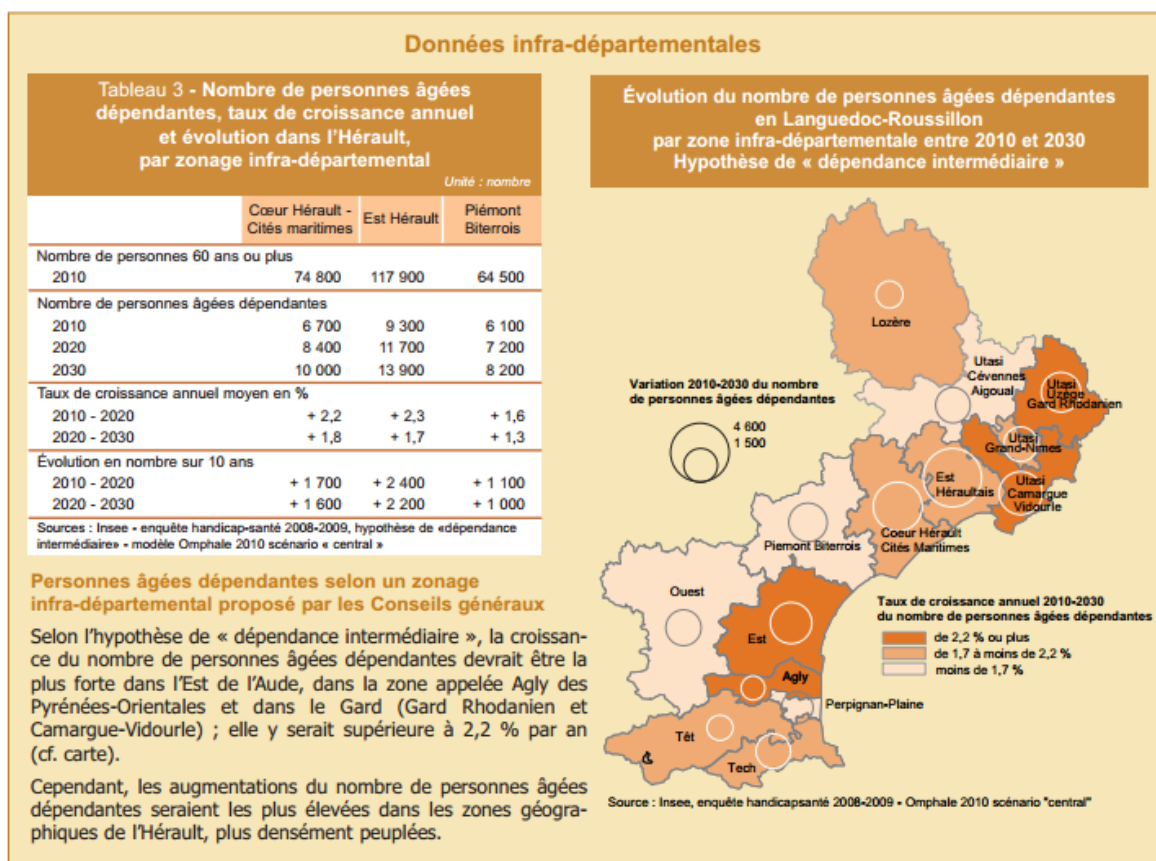 Données infra-départementales
Tableau 3 - Nombre de personnes âgées
dépendantes, taux de croissance annuel
et évolution dans l'Hérault,
par zonage infra-départemental
Unité : nombre
Cœur Hérault - Cités maritimes Est Hérault Piémont Biterrois
Nombre de personnes 60 ans ou plus
2010 74 800 117 900 64 500
Nombre de personnes âgées dépendantes
2010 6 700 9 300 6 100
2020 8 400 11 700 7 200
2030 10 000 13 900 8 200
Taux de croissance annuel moyen en %
2010 - 2020 + 2,2 + 2,3 + 1,6
2020 - 2030 + 1,8 + 1,7 + 1,3
Évolution en nombre sur 10 ans
2010 - 2020 + 1 700 + 2 400 + 1 100
2020 - 2030 + 1 600 + 2 200 + 1 000
Sources : Insee - enquête handicap-santé 2008-2009, hypothèse de «dépendance
intermédiaire» - modèle Omphale 2010 scénario « central »
Personnes âgées dépendantes selon un zonage
infra-départemental proposé par les Conseils généraux
Selon l'hypothèse de « dépendance intermédiaire », la croissan-
ce du nombre de personnes âgées dépendantes devrait être la
plus forte dans l'Est de l'Aude, dans la zone appelée Agly des
Pyrénées-Orientales et dans le Gard (Gard Rhodanien et
Camargue-Vidourle) ; elle y serait supérieure à 2,2 % par an
(cf. carte).
Cependant, les augmentations du nombre de personnes âgées
dépendantes seraient les plus élevées dans les zones géogra-
phiques de l'Hérault, plus densément peuplées.
Évolution du nombre de personnes âgées dépendantes
en Languedoc-Roussillon
par zone infra-départementale entre 2010 et 2030
Hypothèse de « dépendance intermédiaire »
Lozère
Utasi
Cévennes
Aigoual
Utasi
Uzège
Gard Rhodanien
Variation 2010-2030 du nombre
de personnes âgées dépendantes
4 600
1 500
Utasi
Grand-Nîmes
Est
Héraultais
Utasi
Camargue
Vidourle
Coeur Hérault
Cités Maritimes
Piemont Biterrois
Ouest
Est
Agly
Perpignan-Plaine
Têt
Tech
Taux de croissance annuel 2010-2030
du nombre de personnes âgées dépendantes
de 2,2 % ou plus
de 1,7 à moins de 2,2 %
moins de 1,7 %
Source : Insee, enquête handicapsanté 2008-2009 - Omphale 2010 scénario "central"